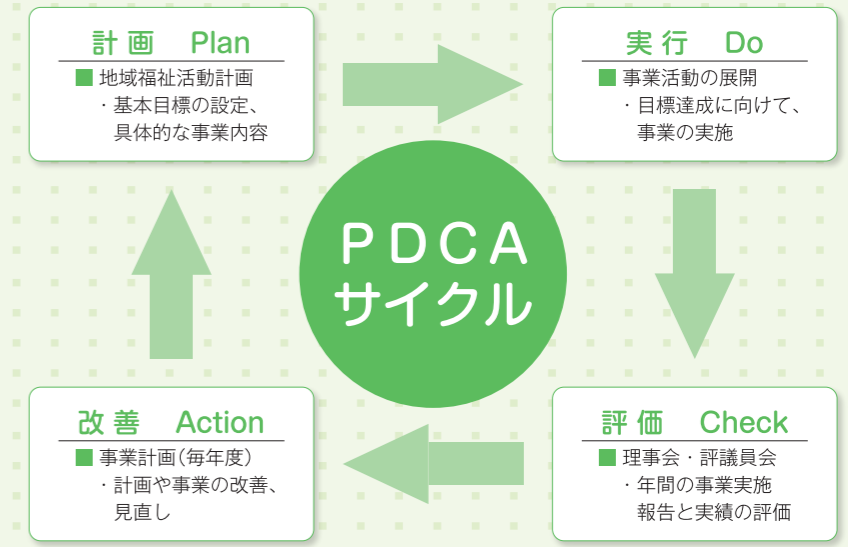 計画 Plan
■ 地域福祉活動計画
・基本目標の設定、
具体的な事業内容
実行 Do
■ 事業活動の展開
・目標達成に向けて、
事業の実施
PDCA
サイクル
改善 Action
■ 事業計画(毎年度)
・計画や事業の改善、
見直し
評価 Check
■ 理事会・評議員会
・年間の事業実施
報告と実績の評価